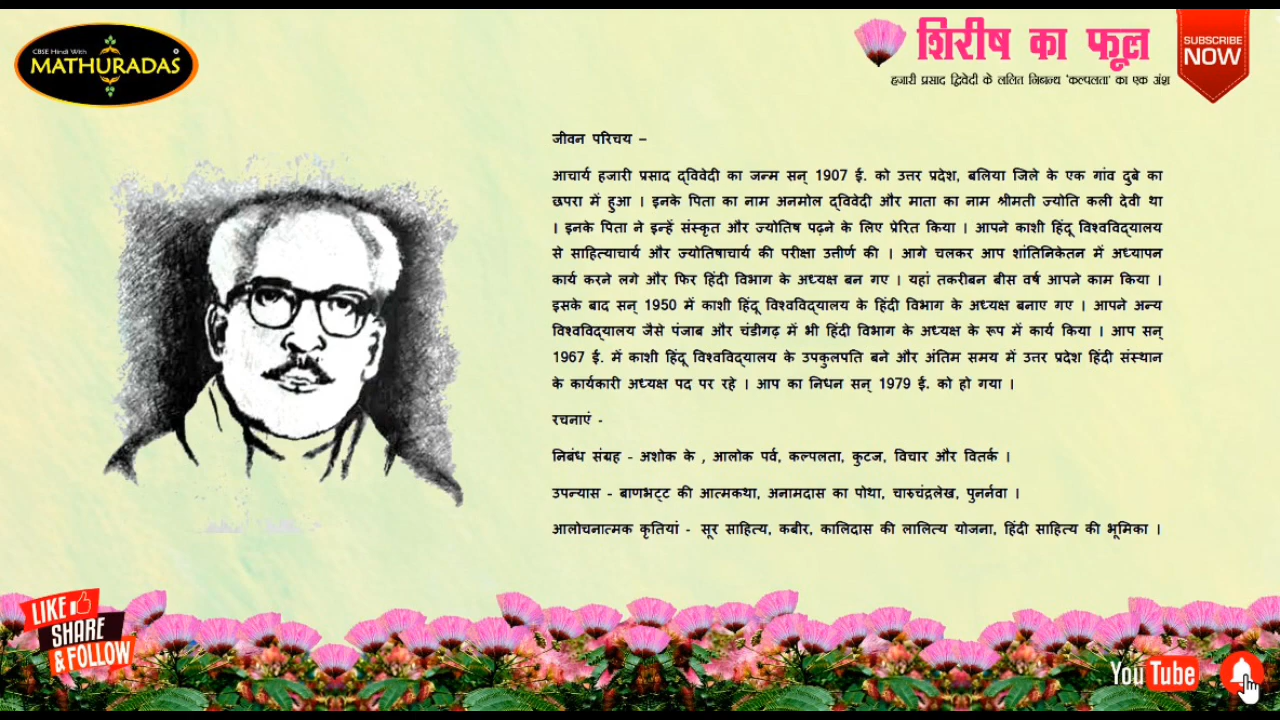 CBSE Hindi With
MATHURADAS
शिरीष का फूल
हजारी प्रसाद द्विवेदी के ललित निबन्ध 'कल्पलता' का एक अंश
SUBSCRIBE
NOW
जीवन परिचय –
आचार्य हजारी प्रसाद द्विवेदी का जन्म सन् 1907 ई. को उत्तर प्रदेश, बलिया जिले के एक गांव दुबे का
छपरा में हुआ । इनके पिता का नाम अनमोल द्विवेदी और माता का नाम श्रीमती ज्योति कली देवी था
। इनके पिता ने इन्हें संस्कृत और ज्योतिष पढ़ने के लिए प्रेरित किया । आपने काशी हिंदू विश्वविद्यालय
से साहित्याचार्य और ज्योतिषाचार्य की परीक्षा उत्तीर्ण की । आगे चलकर आप शांतिनिकेतन में अध्यापन
कार्य करने लगे और फिर हिंदी विभाग के अध्यक्ष बन गए । यहां तकरीबन बीस वर्ष आपने काम किया ।
इसके बाद सन् 1950 में काशी हिंदू विश्वविद्यालय के हिंदी विभाग के अध्यक्ष बनाए गए । आपने अन्य
विश्वविद्यालय जैसे पंजाब और चंडीगढ़ में भी हिंदी विभाग के अध्यक्ष के रूप में कार्य किया । आप सन्
1967 ई. में काशी हिंदू विश्वविद्यालय के उपकुलपति बने और अंतिम समय में उत्तर प्रदेश हिंदी संस्थान
के कार्यकारी अध्यक्ष पद पर रहे । आप का निधन सन् 1979 ई. को हो गया ।
रचनाएं -
निबंध संग्रह - अशोक के , आलोक पर्व, कल्पलता, कुटज, विचार और वितर्क ।
उपन्यास - बाणभट्ट की आत्मकथा, अनामदास का पोथा, चारुचंद्रलेख, पुनर्नवा ।
आलोचनात्मक कृतियां - सूर साहित्य, कबीर, कालिदास की लालित्य योजना, हिंदी साहित्य की भूमिका ।
LIKE
SHARE
& FOLLOW
YouTube